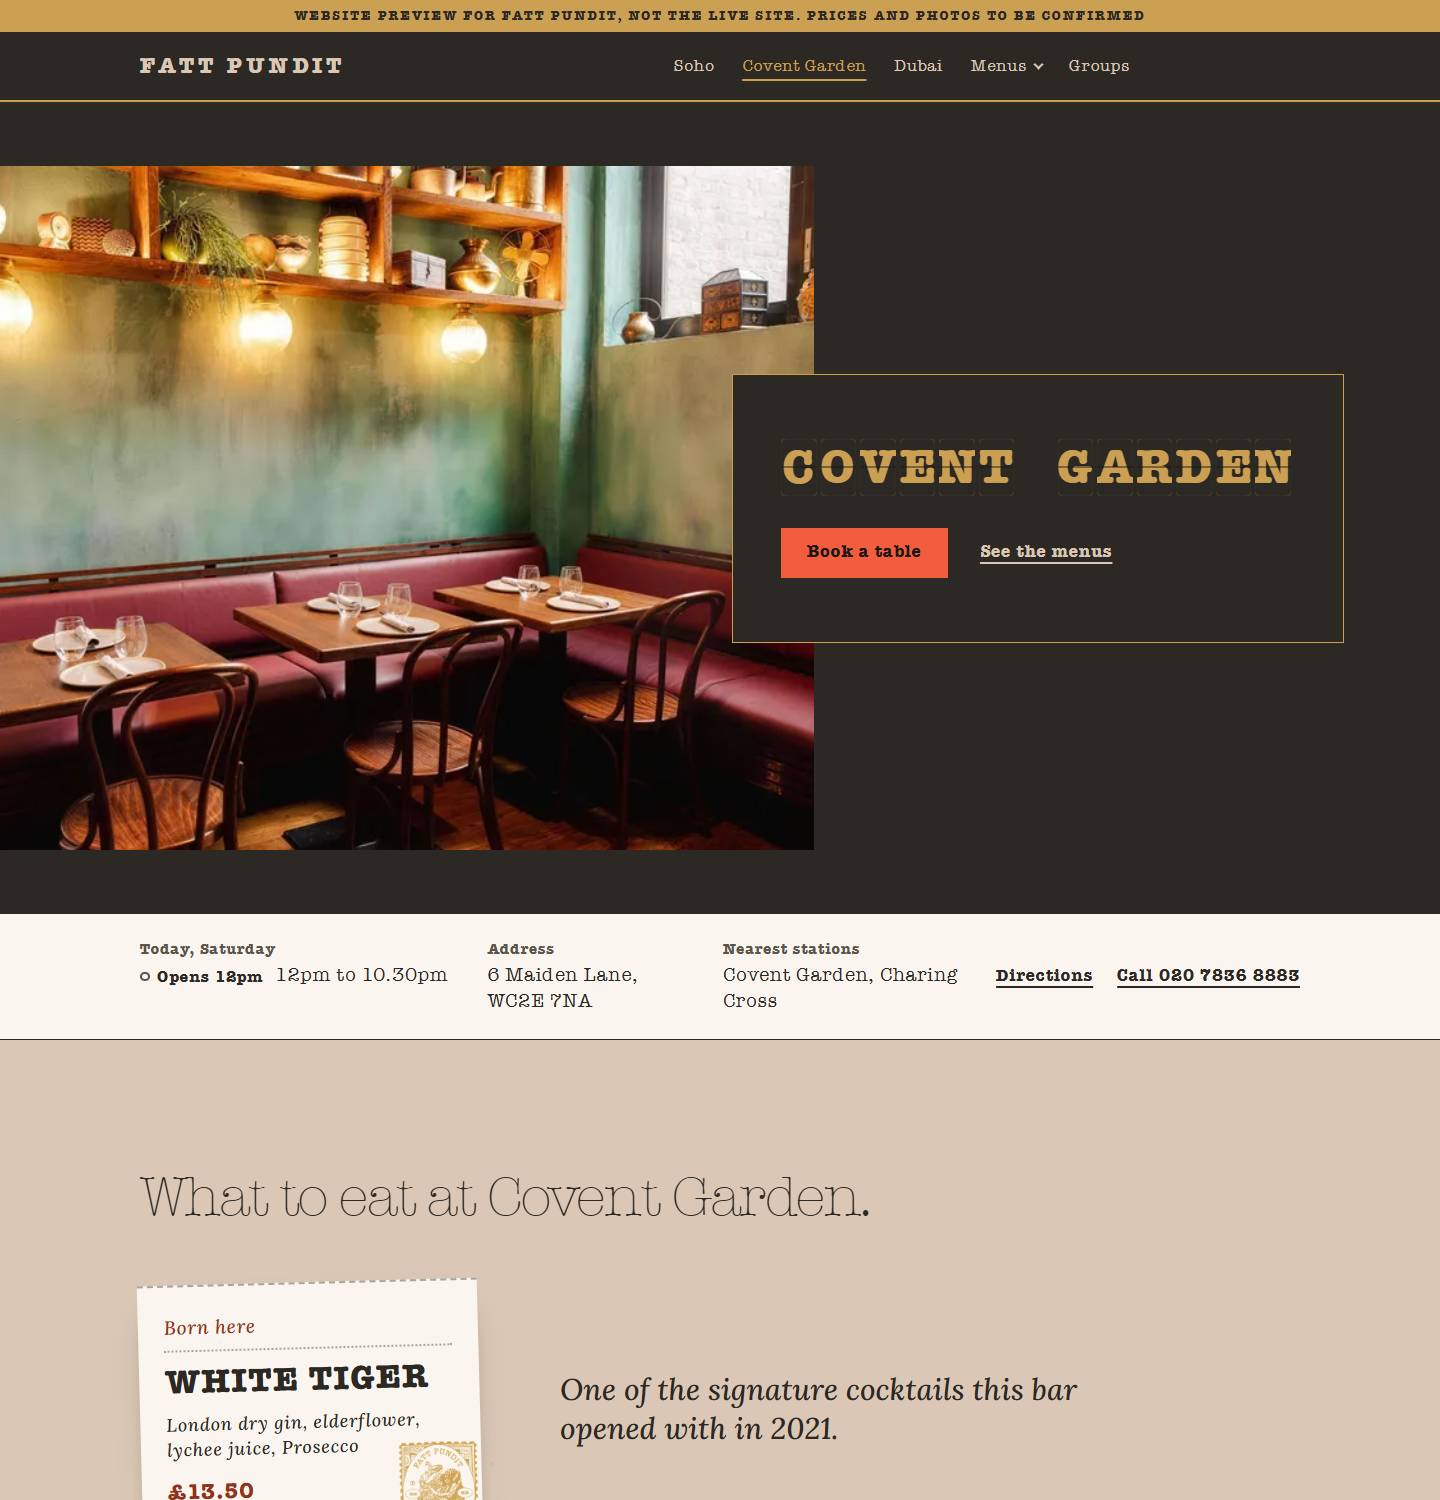 WEBSITE PREVIEW FOR FATT PUNDIT, NOT THE LIVE SITE. PRICES AND PHOTOS TO BE CONFIRMED
FATT PUNDIT
Soho
Covent Garden
Dubai
Menus
Groups
COVENT GARDEN
Book a table
See the menus
Today, Saturday
Opens 12pm 12pm to 10.30pm
Address
6 Maiden Lane,
WC2E 7NA
Nearest stations
Covent Garden, Charing
Cross
Directions
Call 020 7836 8883
What to eat at Covent Garden.
Born here
WHITE TIGER
London dry gin, elderflower,
lychee juice, Prosecco
£13.50
FATT PUNDIT
One of the signature cocktails this bar
opened with in 2021.